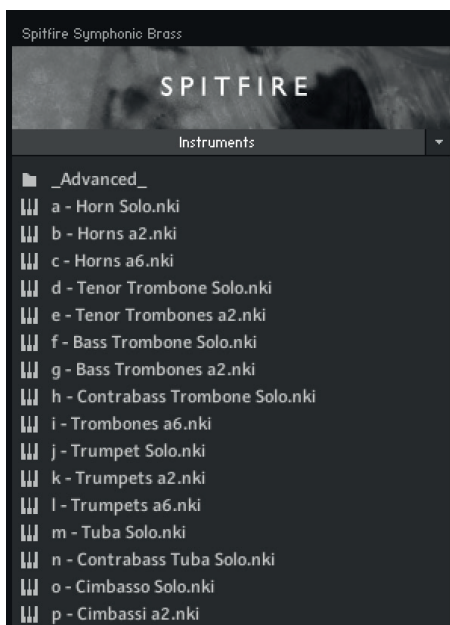 Spitfire Symphonic Brass
SPITFIRE
Instruments
_Advanced_
a - Horn Solo.nki
b - Horns a2.nki
c - Horns a6.nki
d - Tenor Trombone Solo.nki
e - Tenor Trombones a2.nki
f - Bass Trombone Solo.nki
g - Bass Trombones a2.nki
h - Contrabass Trombone Solo.nki
i - Trombones a6.nki
j - Trumpet Solo.nki
k - Trumpets a2.nki
l - Trumpets a6.nki
m - Tuba Solo.nki
n - Contrabass Tuba Solo.nki
o - Cimbasso Solo.nki
p - Cimbassi a2.nki